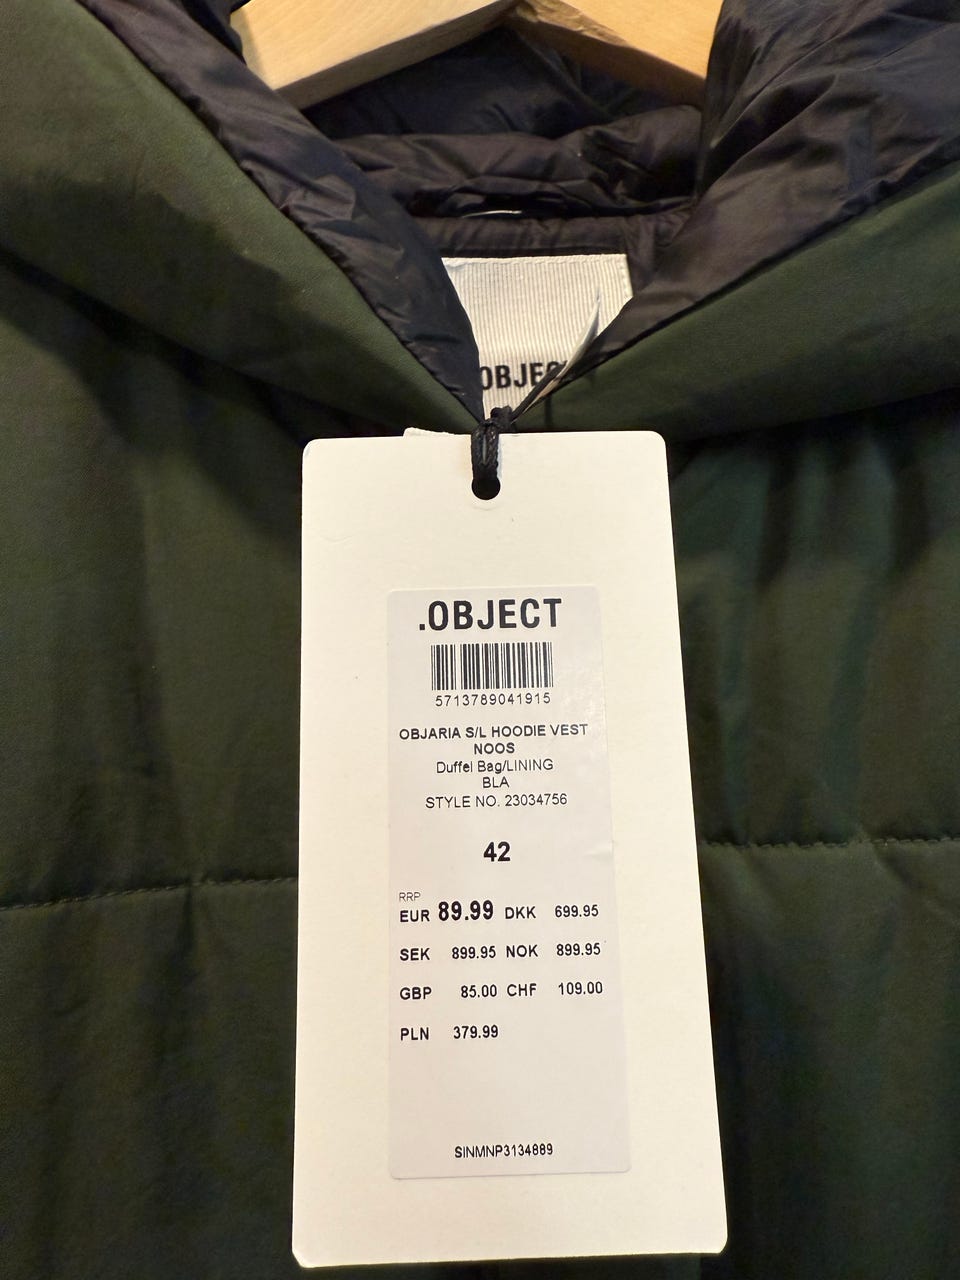 OBJEC
.OBJECT
5713789041915
OBJARIA S/L HOODIE VEST
NOOS
Duffel Bag/LINING
BLA
STYLE NO. 23034756
42
RRP
EUR 89.99 DKK 699.95
SEK 899.95 NOK 899.95
GBP 85.00 CHF 109.00
PLN 379.99
SINMNP3134889